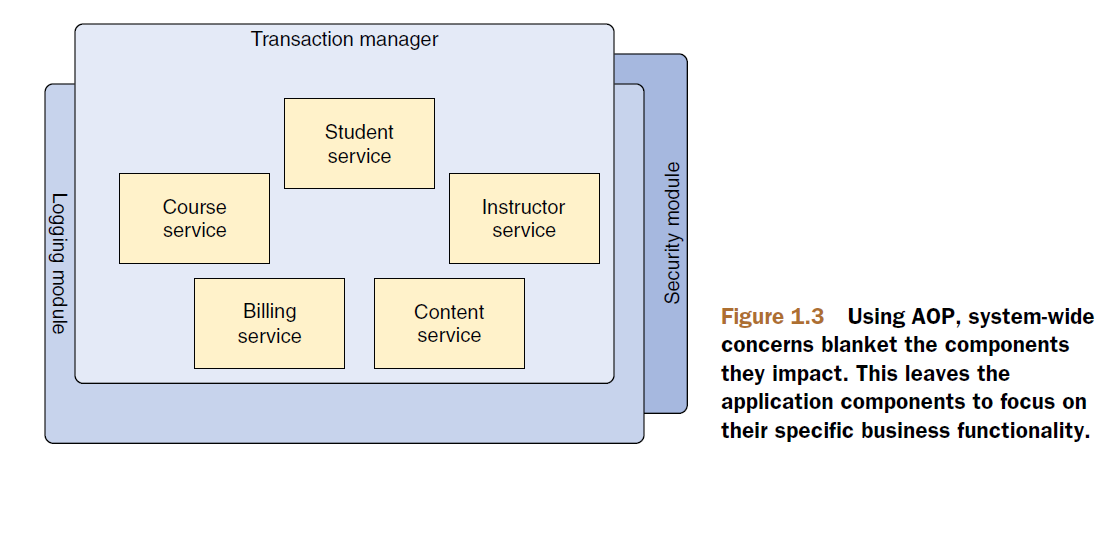 Transaction manager
Student
service
Course
service
Instructor
service
Billing
service
Content
service
Logging module
Security module
Figure 1.3 Using AOP, system-wide
concerns blanket the components
they impact. This leaves the
application components to focus on
their specific business functionality.